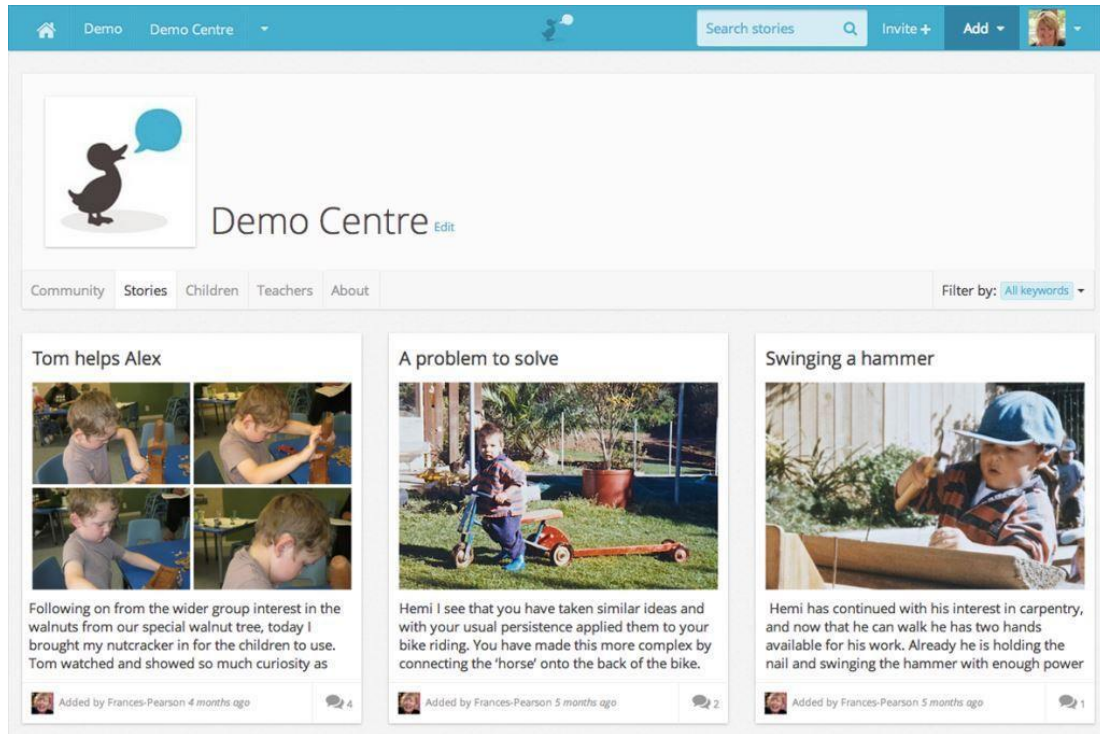 Demo Demo Centre Search stories Invite + Add
Demo Centre Edit
Community Stories Children Teachers About Filter by: All keywords
Tom helps Alex
Following on from the wider group interest in the
walnuts from our special walnut tree, today I
brought my nutcracker in for the children to use.
Tom watched and showed so much curiosity as
Added by Frances-Pearson 4 months ago 4
A problem to solve
Hemi I see that you have taken similar ideas and
with your usual persistence applied them to your
bike riding. You have made this more complex by
connecting the 'horse' onto the back of the bike.
Added by Frances-Pearson 5 months ago 2
Swinging a hammer
Hemi has continued with his interest in carpentry,
and now that he can walk he has two hands
available for his work. Already he is holding the
nail and swinging the hammer with enough power
Added by Frances-Pearson 5 months ago 1